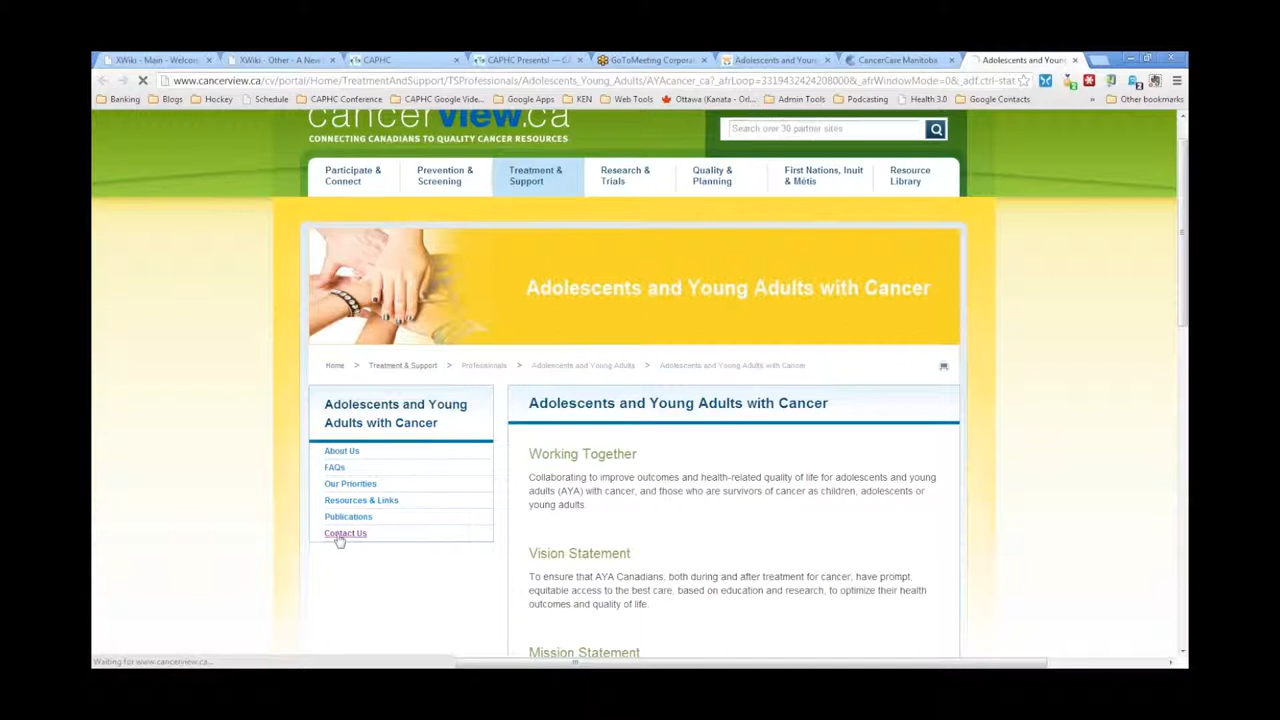 XWiki - Main - Welcom
XWiki - Other - A New
CAPHC
CAPHC Presents! — CA
GoToMeeting Corporat
Adolescents and Young
CancerCare Manitoba
Adolescents and Young
www.cancerview.ca/cv/portal/Home/TreatmentAndSupport/TSProfessionals/Adolescents_Young_Adults/AYAcancer_ca?_afrLoop=331943242420800&_afrWindowMode=0&_adf.ctrl-stat
Banking Blogs Hockey Schedule CAPHC Conference CAPHC Google Vide... Google Apps KEN Web Tools Ottawa (Kanata - Orl... Admin Tools Podcasting Health 3.0 Google Contacts » Other bookmarks
cancerview.ca
CONNECTING CANADIANS TO QUALITY CANCER RESOURCES
Search over 30 partner sites
Participate &
Connect
Prevention &
Screening
Treatment &
Support
Research &
Trials
Quality &
Planning
First Nations, Inuit
& Métis
Resource
Library
Adolescents and Young Adults with Cancer
Home > Treatment & Support > Professionals > Adolescents and Young Adults > Adolescents and Young Adults with Cancer
Adolescents and Young
Adults with Cancer
About Us
FAQs
Our Priorities
Resources & Links
Publications
Contact Us
Adolescents and Young Adults with Cancer
Working Together
Collaborating to improve outcomes and health-related quality of life for adolescents and young
adults (AYA) with cancer, and those who are survivors of cancer as children, adolescents or
young adults.
Vision Statement
To ensure that AYA Canadians, both during and after treatment for cancer, have prompt,
equitable access to the best care, based on education and research, to optimize their health
outcomes and quality of life.
Mission Statement
Waiting for www.cancerview.ca...